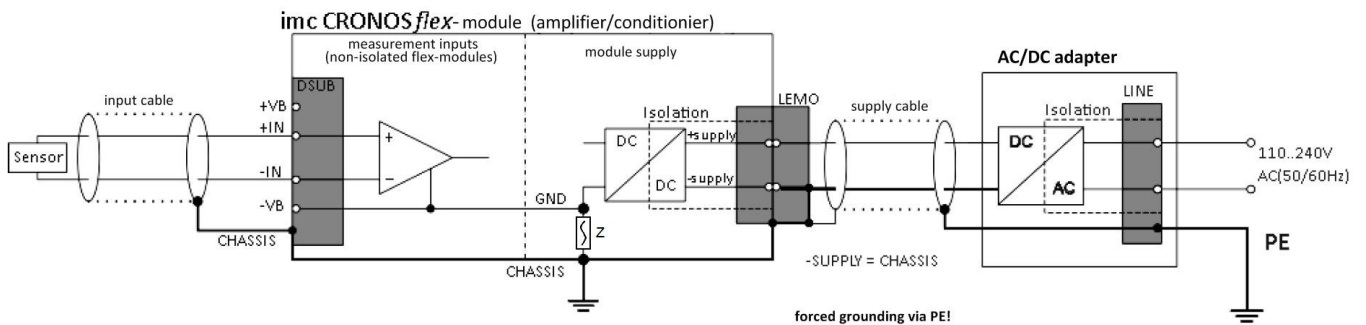 imc CRONOSflex- module (amplifier/conditionier)
measurement inputs
(non-isolated flex-modules)
module supply
AC/DC adapter
DSUB
input cable
+VB
+IN
Sensor
-IN
-VB
CHASSIS
+
–
GND
Z
CHASSIS
Isolation
DC
DC
+supply
-supply
LEMO
supply cable
-SUPPLY = CHASSIS
forced grounding via PE!
LINE
Isolation
DC
AC
110..240V
AC(50/60Hz)
PE